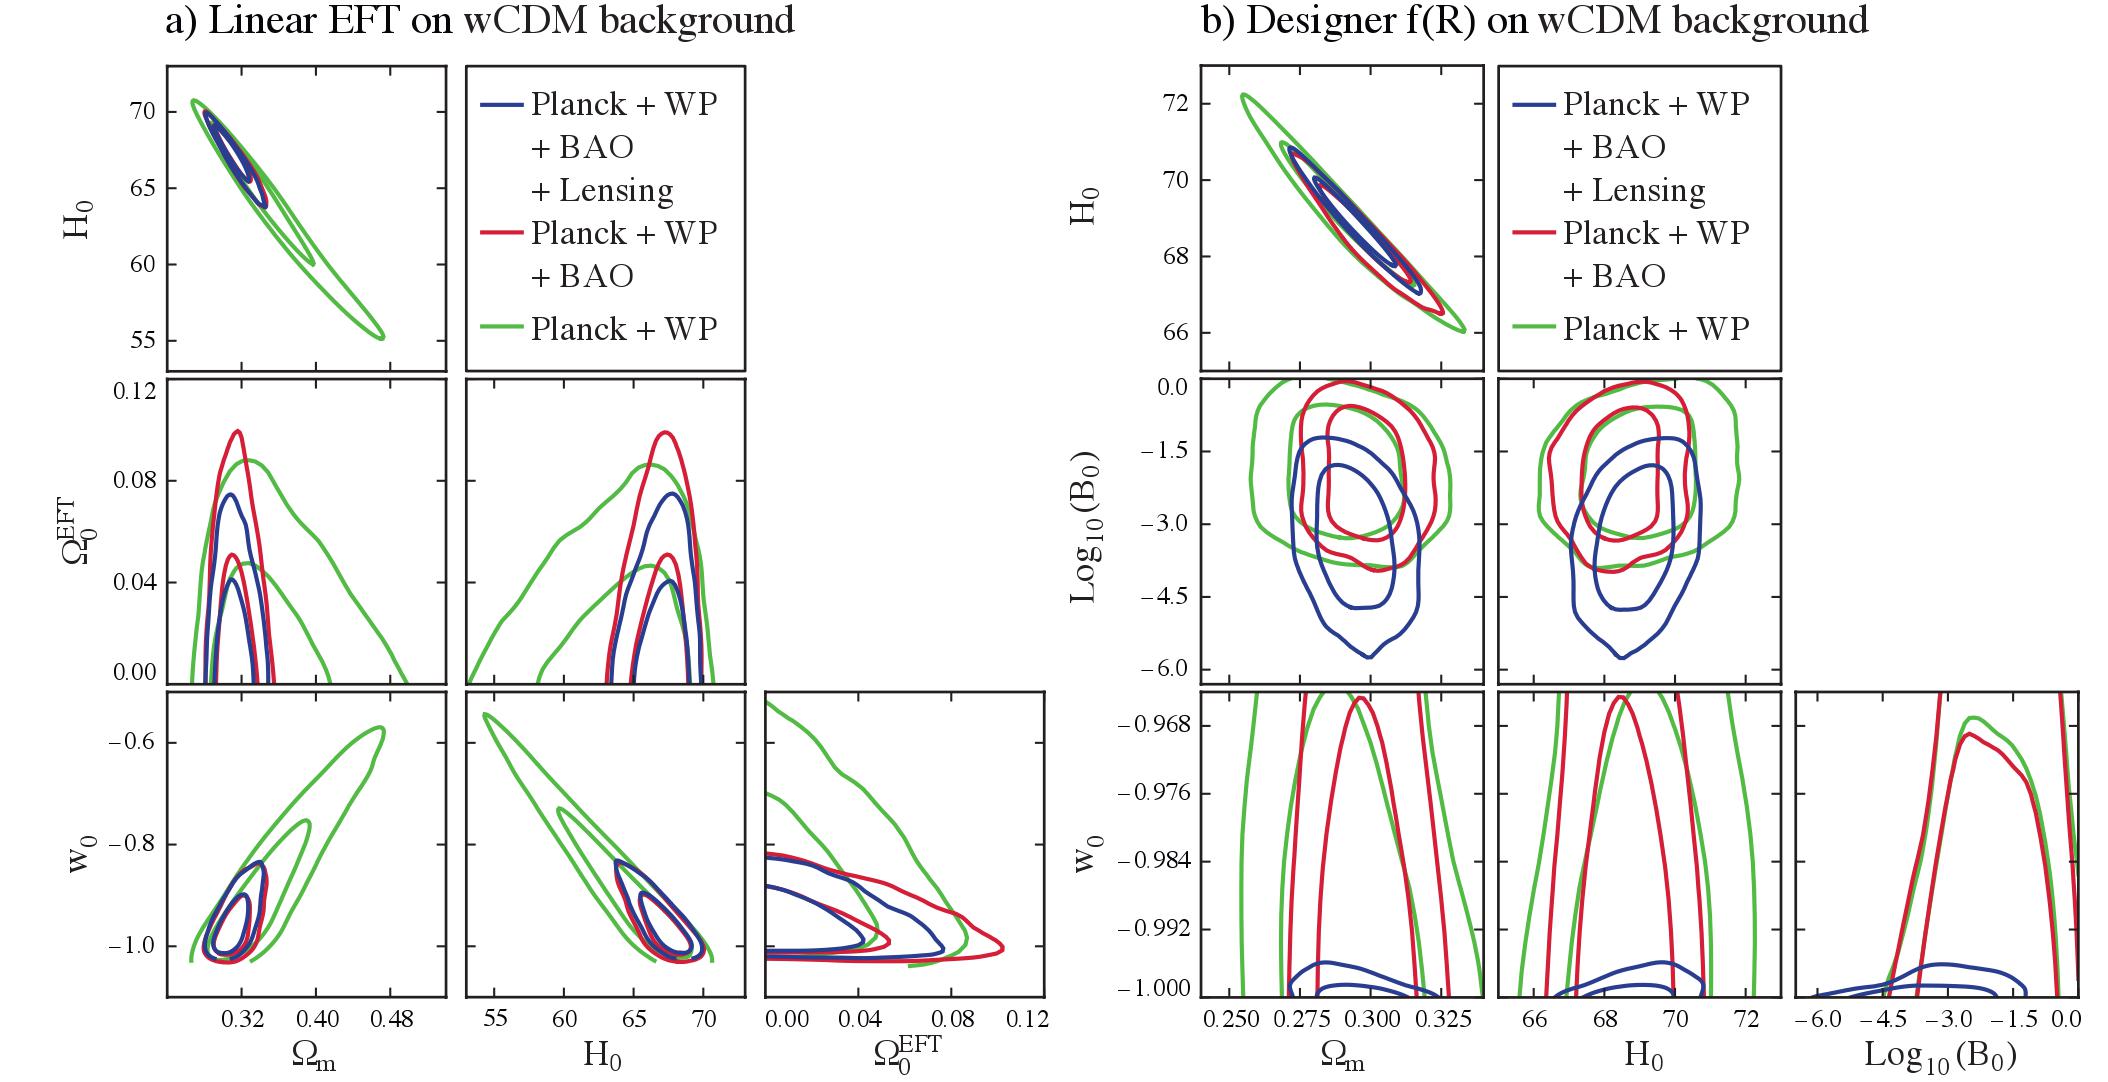 a) Linear EFT on wCDM background
70
65
60
55
H₀
Planck + WP
+ BAO
+ Lensing
Planck + WP
+ BAO
Planck + WP
0.12
0.08
0.04
0.00
Ω₀ᴱᶠᵀ
−0.6
−0.8
−1.0
w₀
0.32 0.40 0.48
Ωₘ
55 60 65 70
H₀
0.00 0.04 0.08 0.12
Ω₀ᴱᶠᵀ
b) Designer f(R) on wCDM background
72
70
68
66
H₀
Planck + WP
+ BAO
+ Lensing
Planck + WP
+ BAO
Planck + WP
0.0
−1.5
−3.0
−4.5
−6.0
Log₁₀(B₀)
−0.968
−0.976
−0.984
−0.992
−1.000
w₀
0.250 0.275 0.300 0.325
Ωₘ
66 68 70 72
H₀
−6.0 −4.5 −3.0 −1.5 0.0
Log₁₀(B₀)